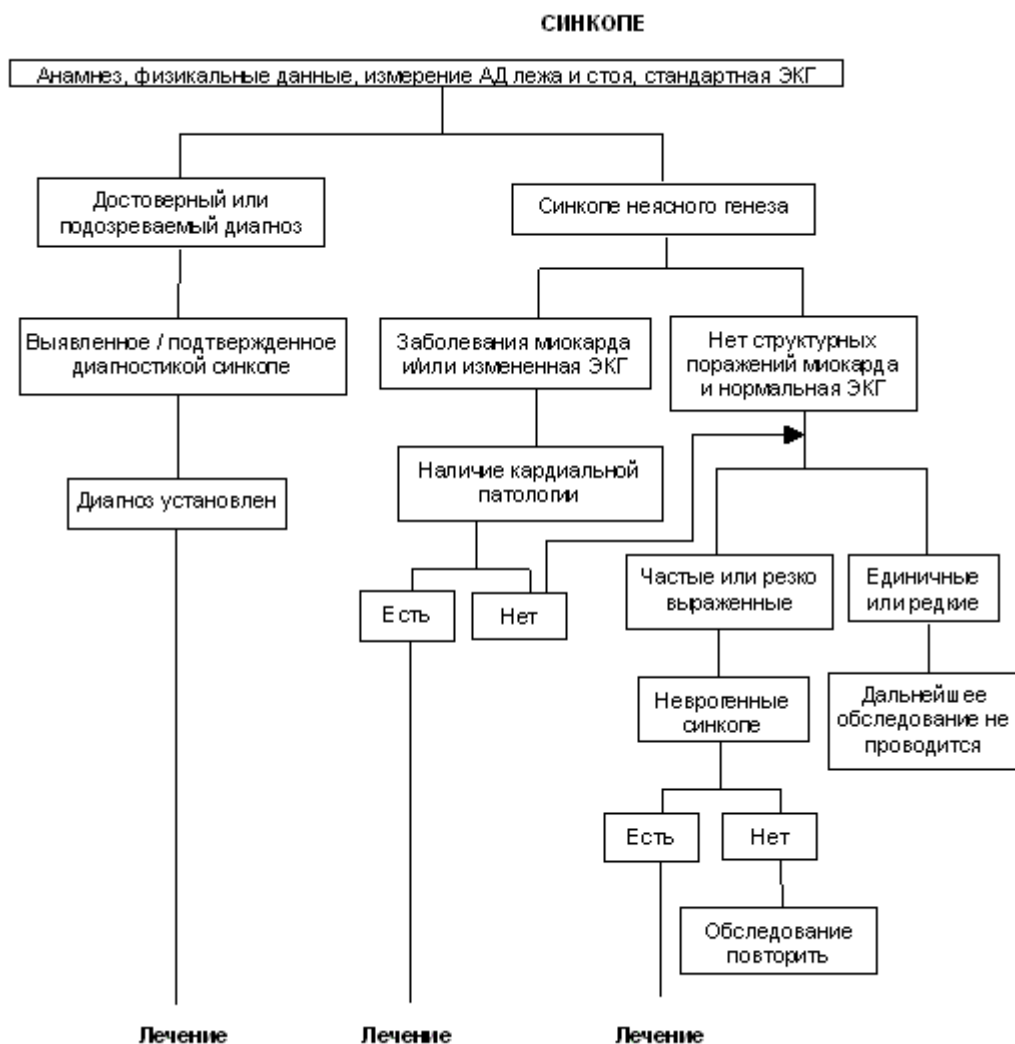 СИНКОПЕ
Анамнез, физикальные данные, измерение АД лежа и стоя, стандартная ЭКГ
Достоверный или
подозреваемый диагноз
Синкопе неясного генеза
Выявленное / подтвержденное
диагностикой синкопе
Заболевания миокарда
и/или измененная ЭКГ
Нет структурных
поражений миокарда
и нормальная ЭКГ
Диагноз установлен
Наличие кардиальной
патологии
Есть
Нет
Частые или резко
выраженные
Единичные
или редкие
Неврогенные
синкопе
Дальнейшее
обследование не
проводится
Есть
Нет
Обследование
повторить
Лечение
Лечение
Лечение